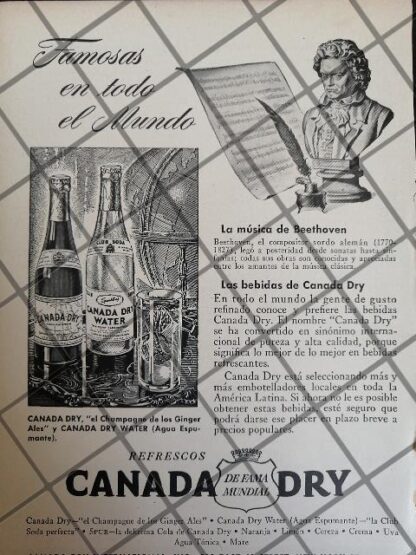 Famosas
en todo
el Mundo
CLUB SODA
Sparkling
CANADA DRY
CANADA DRY
WATER
CANADA DRY, "el Champagne de los Ginger
Ales" y CANADA DRY WATER (Agua Espu-
mante).
La música de Beethoven
Beethoven, el compositor sordo alemán (1770-
1827), legó a posteridad desde sonatas hasta sin-
fonías; todas sus obras son conocidas y apreciadas
entre los amantes de la música clásica.
Las bebidas de Canada Dry
En todo el mundo la gente de gusto
refinado conoce y prefiere las bebidas
Canada Dry. El nombre "Canada Dry"
se ha convertido en sinónimo interna-
cional de pureza y alta calidad, pues
significa lo mejor de lo mejor en bebidas
refrescantes.
Canada Dry está seleccionando más y
más embotelladores locales en toda la
América Latina. Si ahora no le es posible
obtener estas bebidas, esté seguro que
podrá darse ese placer en plazo breve a
precios populares.
REFRESCOS
CANADA DE FAMA MUNDIAL DRY
Canada Dry—"el Champagne de los Ginger Ales" • Canada Dry Water (Agua Espumante)—"la Club
Soda perfecta" • SPUR—la deliciosa Cola de Canada Dry • Naranja • Limón • Cereza • Crema • Uva
Agua Tónica • Mate